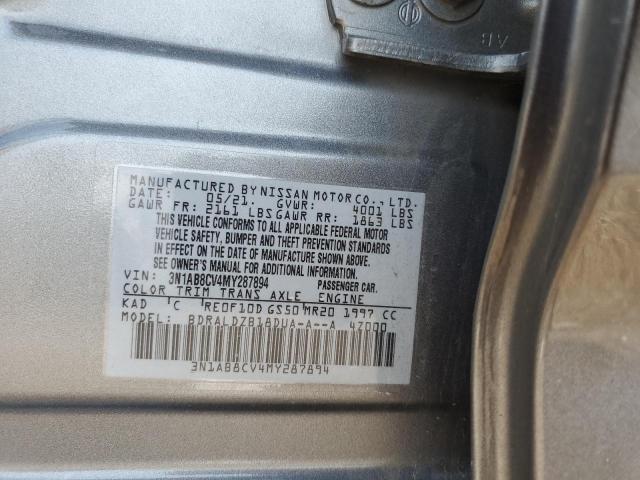 AB
MANUFACTURED BY NISSAN MOTOR CO., LTD.
DATE: 05/21. GVWR: 4001 LBS
GAWR FR: 2161 LBS GAWR RR: 1863 LBS
THIS VEHICLE CONFORMS TO ALL APPLICABLE FEDERAL MOTOR
VEHICLE SAFETY, BUMPER AND THEFT PREVENTION STANDARDS
IN EFFECT ON THE DATE OF MANUFACTURE SHOWN ABOVE.
SEE OWNER'S MANUAL FOR ADDITIONAL INFORMATION.
VIN: 3N1AB8CV4MY287894 PASSENGER CAR.
COLOR TRIM TRANS AXLE ENGINE
KAD C RE0F10D GS50 MR20 1997 CC
MODEL: BDRALDZB18DUA-A--A 4Z000
3N1AB8CV4MY287894